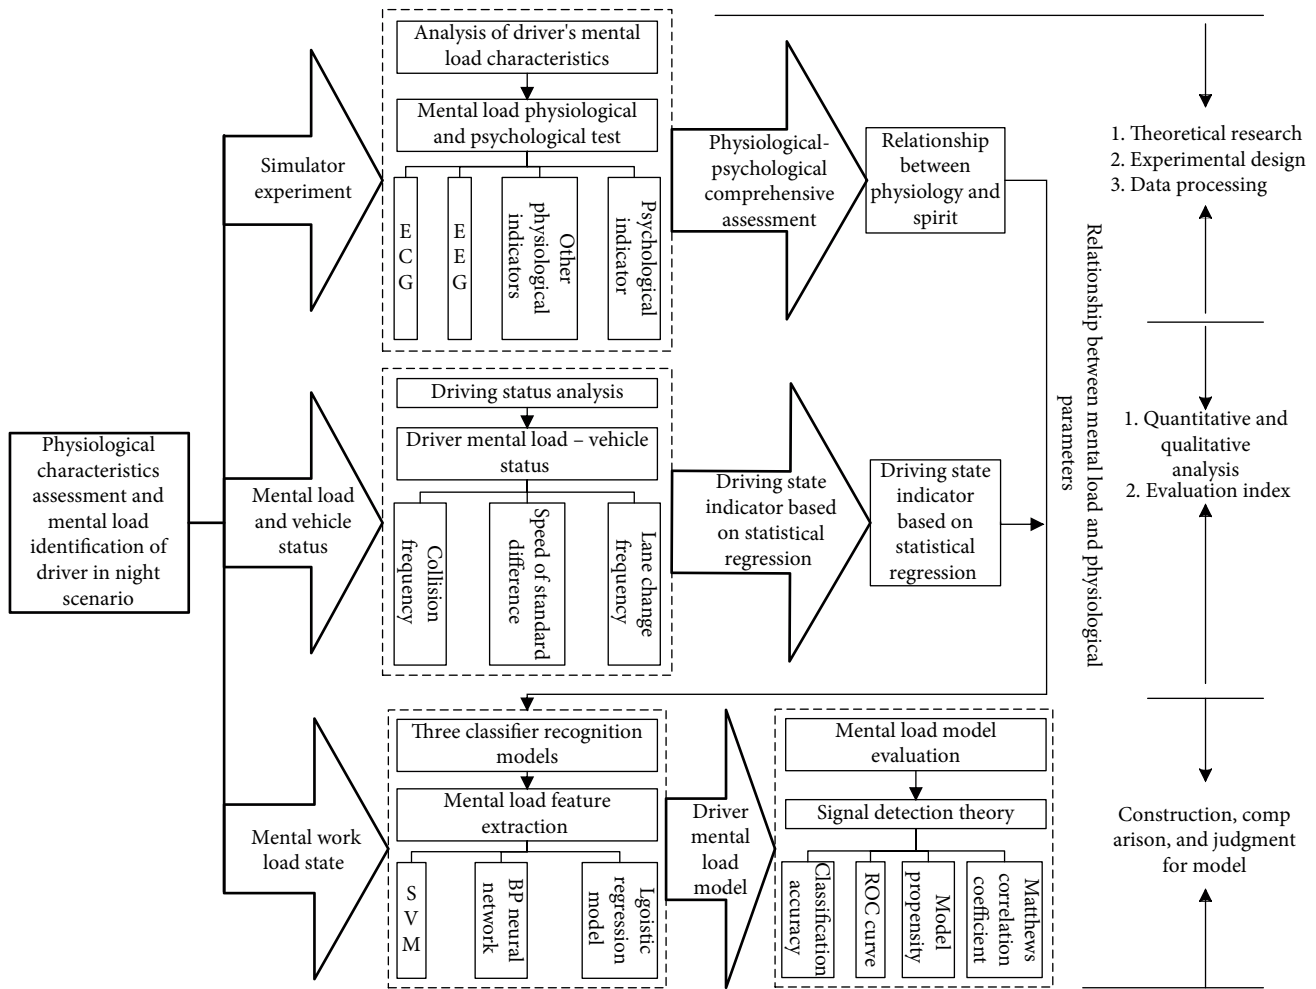 Physiological
characteristics
assessment and
mental load
identification of
driver in night
scenario
Simulator
experiment
Analysis of driver's mental
load characteristics
Mental load physiological
and psychological test
E
C
G
E
E
G
Other
physiological
indicators
Psychological
indicator
Physiological-
psychological
comprehensive
assessment
Relationship
between
physiology and
spirit
Mental load
and vehicle
status
Driving status analysis
Driver mental load – vehicle
status
Collision
frequency
Speed of standard
difference
Lane change
frequency
Driving state
indicator based
on statistical
regression
Driving state
indicator
based on
statistical
regression
Relationship between mental load and physiological
parameters
Mental work
load state
Three classifier recognition
models
Mental load feature
extraction
S
V
M
BP neural
network
Lgoistic
regression
model
Driver
mental
load
model
Mental load model
evaluation
Signal detection theory
Classification
accuracy
ROC curve
Model
propensity
Matthews
correlation
coefficient
1. Theoretical research
2. Experimental design
3. Data processing
1. Quantitative and
qualitative
analysis
2. Evaluation index
Construction, comp
arison, and judgment
for model